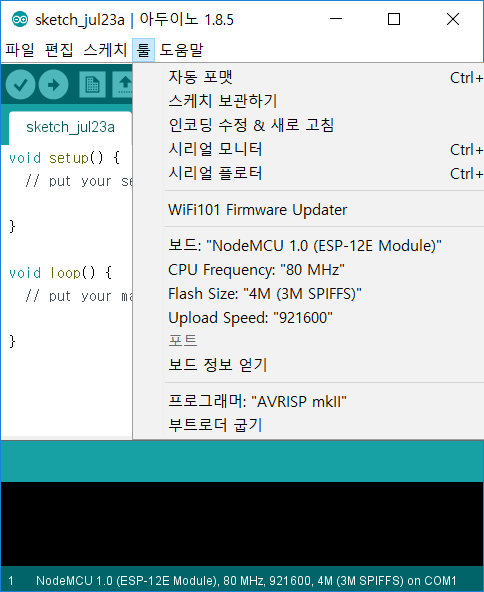 sketch_jul23a | 아두이노 1.8.5
파일 편집 스케치 툴 도움말
sketch_jul23a
void setup() {
// put your se
}
void loop() {
// put your ma
}
자동 포맷 Ctrl+
스케치 보관하기
인코딩 수정 & 새로 고침
시리얼 모니터 Ctrl+
시리얼 플로터 Ctrl+
WiFi101 Firmware Updater
보드: "NodeMCU 1.0 (ESP-12E Module)"
CPU Frequency: "80 MHz"
Flash Size: "4M (3M SPIFFS)"
Upload Speed: "921600"
포트
보드 정보 얻기
프로그래머: "AVRISP mkII"
부트로더 굽기
1 NodeMCU 1.0 (ESP-12E Module), 80 MHz, 921600, 4M (3M SPIFFS) on COM1